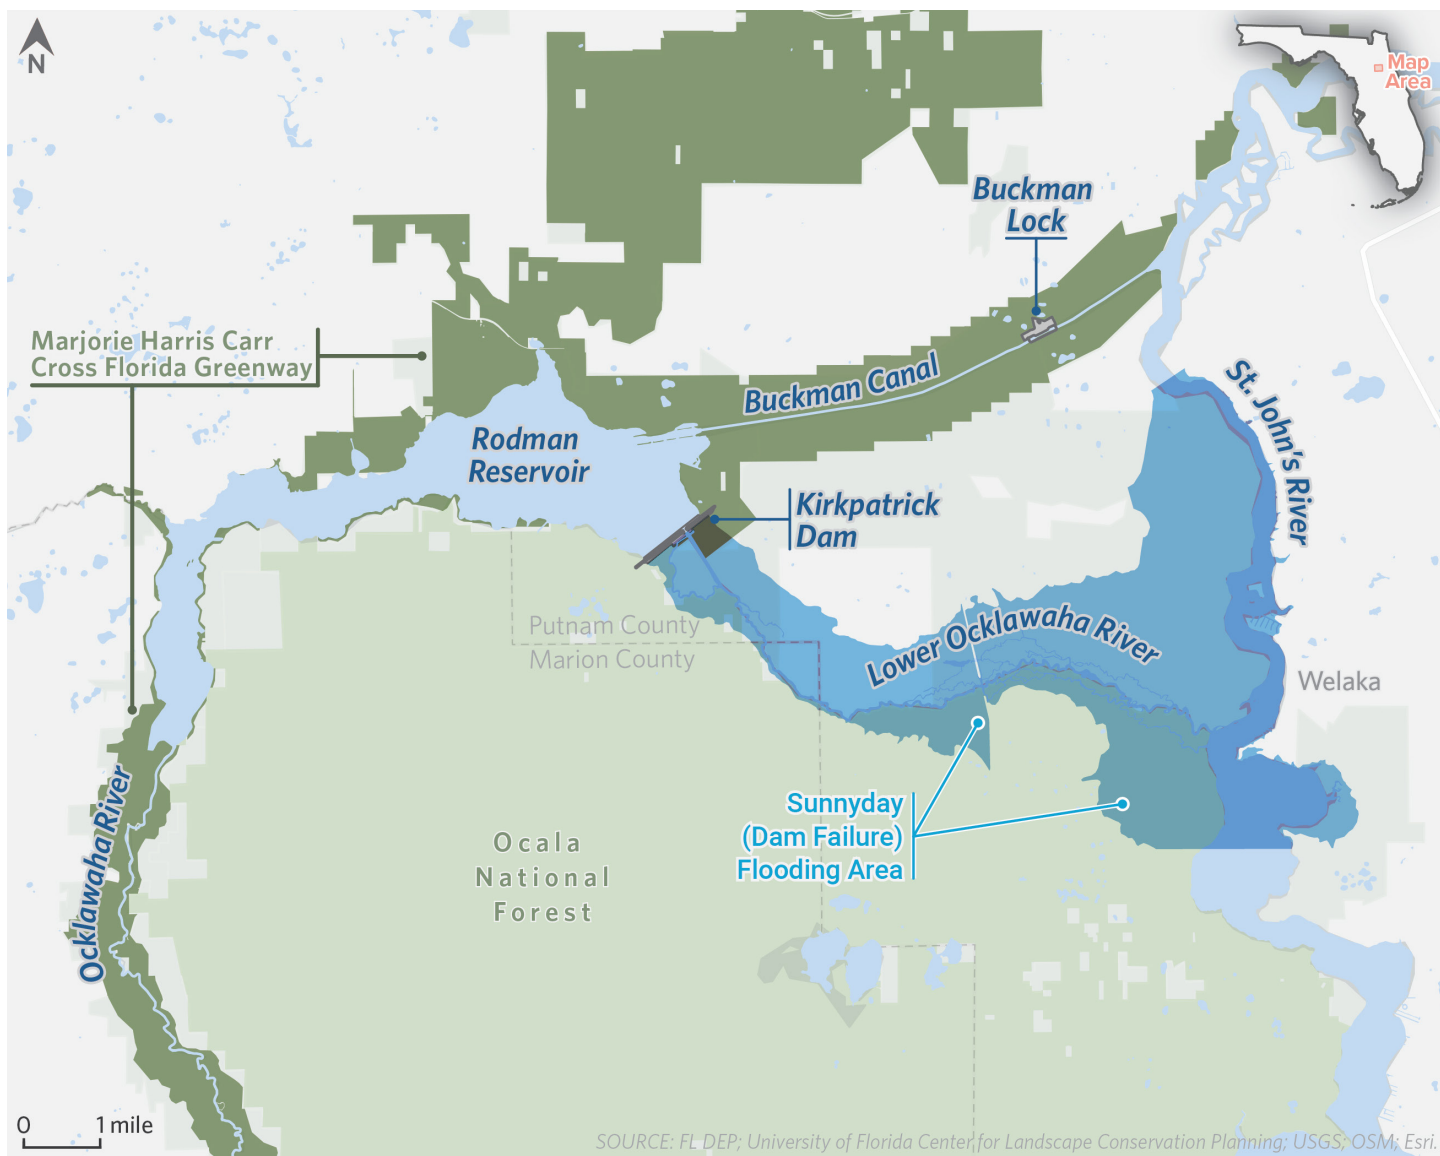 N
Map
Area
Buckman
Lock
Marjorie Harris Carr
Cross Florida Greenway
Buckman Canal
St. John's River
Rodman
Reservoir
Kirkpatrick
Dam
Putnam County
Marion County
Lower Ocklawaha River
Welaka
Sunnyday
(Dam Failure)
Flooding Area
Ocklawaha River
Ocala
National
Forest
0 1 mile
SOURCE: FL DEP; University of Florida Center for Landscape Conservation Planning; USGS; OSM; Esri.